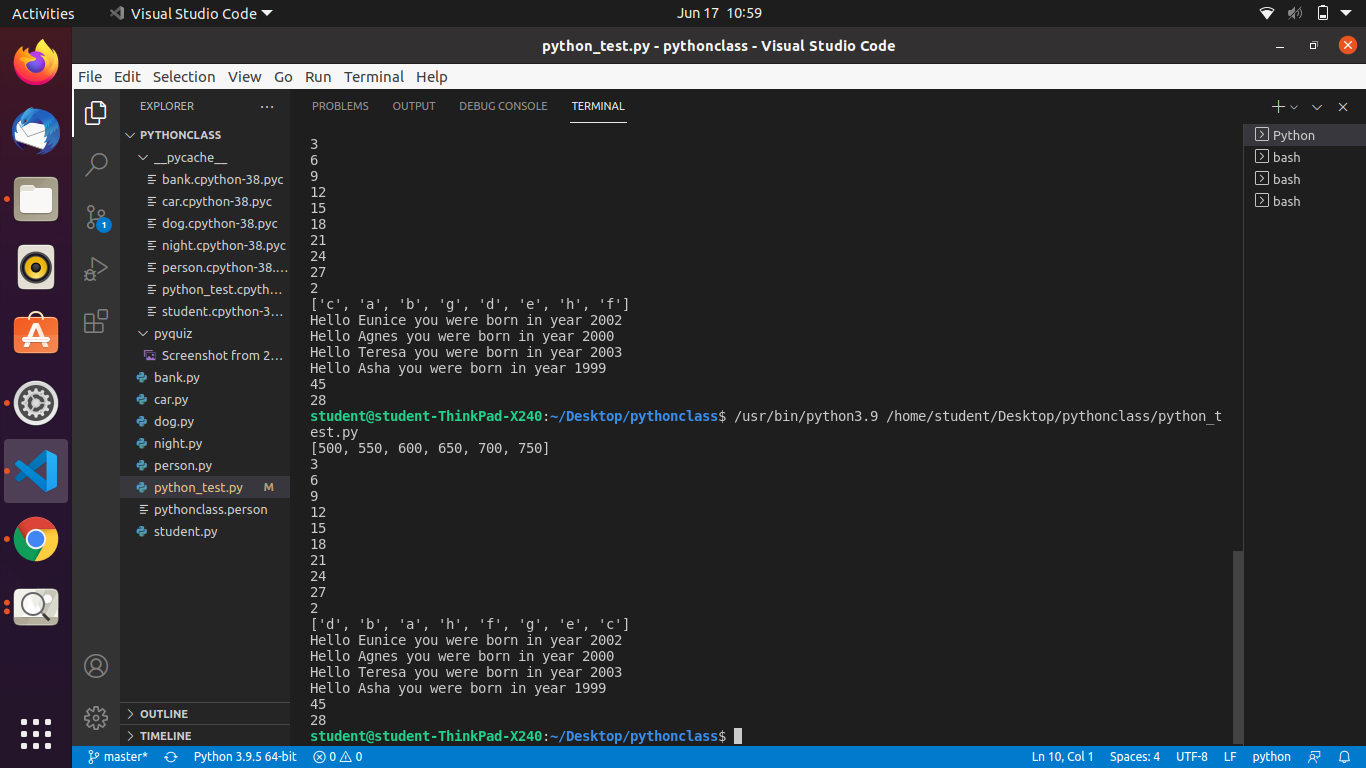 Activities Visual Studio Code Jun 17 10:59
python_test.py - pythonclass - Visual Studio Code
File Edit Selection View Go Run Terminal Help
EXPLORER ...
PYTHONCLASS
__pycache__
bank.cpython-38.pyc
car.cpython-38.pyc
dog.cpython-38.pyc
night.cpython-38.pyc
person.cpython-38....
python_test.cpyth...
student.cpython-3...
pyquiz
Screenshot from 2...
bank.py
car.py
dog.py
night.py
person.py
python_test.py M
pythonclass.person
student.py
OUTLINE
TIMELINE
1
PROBLEMS OUTPUT DEBUG CONSOLE TERMINAL
3
6
9
12
15
18
21
24
27
2
['c', 'a', 'b', 'g', 'd', 'e', 'h', 'f']
Hello Eunice you were born in year 2002
Hello Agnes you were born in year 2000
Hello Teresa you were born in year 2003
Hello Asha you were born in year 1999
45
28
student@student-ThinkPad-X240:~/Desktop/pythonclass$ /usr/bin/python3.9 /home/student/Desktop/pythonclass/python_t
est.py
[500, 550, 600, 650, 700, 750]
3
6
9
12
15
18
21
24
27
2
['d', 'b', 'a', 'h', 'f', 'g', 'e', 'c']
Hello Eunice you were born in year 2002
Hello Agnes you were born in year 2000
Hello Teresa you were born in year 2003
Hello Asha you were born in year 1999
45
28
student@student-ThinkPad-X240:~/Desktop/pythonclass$
Python
bash
bash
bash
master* Python 3.9.5 64-bit 0 0 Ln 10, Col 1 Spaces: 4 UTF-8 LF python